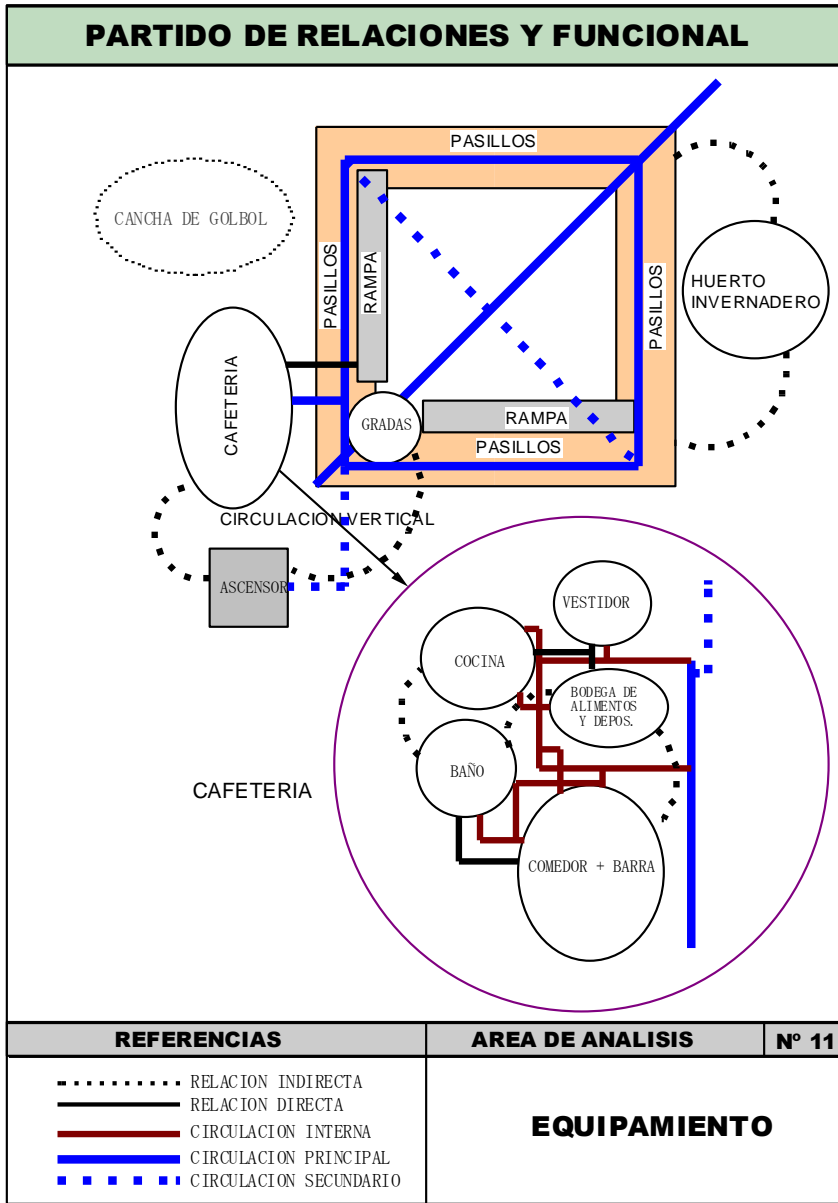 PARTIDO DE RELACIONES Y FUNCIONAL
PASILLOS
CANCHA DE GOLBOL
PASILLOS
RAMPA
PASILLOS
HUERTO
INVERNADERO
CAFETERIA
GRADAS
RAMPA
PASILLOS
CIRCULACION VERTICAL
ASCENSOR
VESTIDOR
COCINA
BODEGA DE
ALIMENTOS
Y DEPOS.
BAÑO
CAFETERIA
COMEDOR + BARRA
REFERENCIAS
AREA DE ANALISIS
Nº 11
RELACION INDIRECTA
RELACION DIRECTA
CIRCULACION INTERNA
CIRCULACION PRINCIPAL
CIRCULACION SECUNDARIO
EQUIPAMIENTO